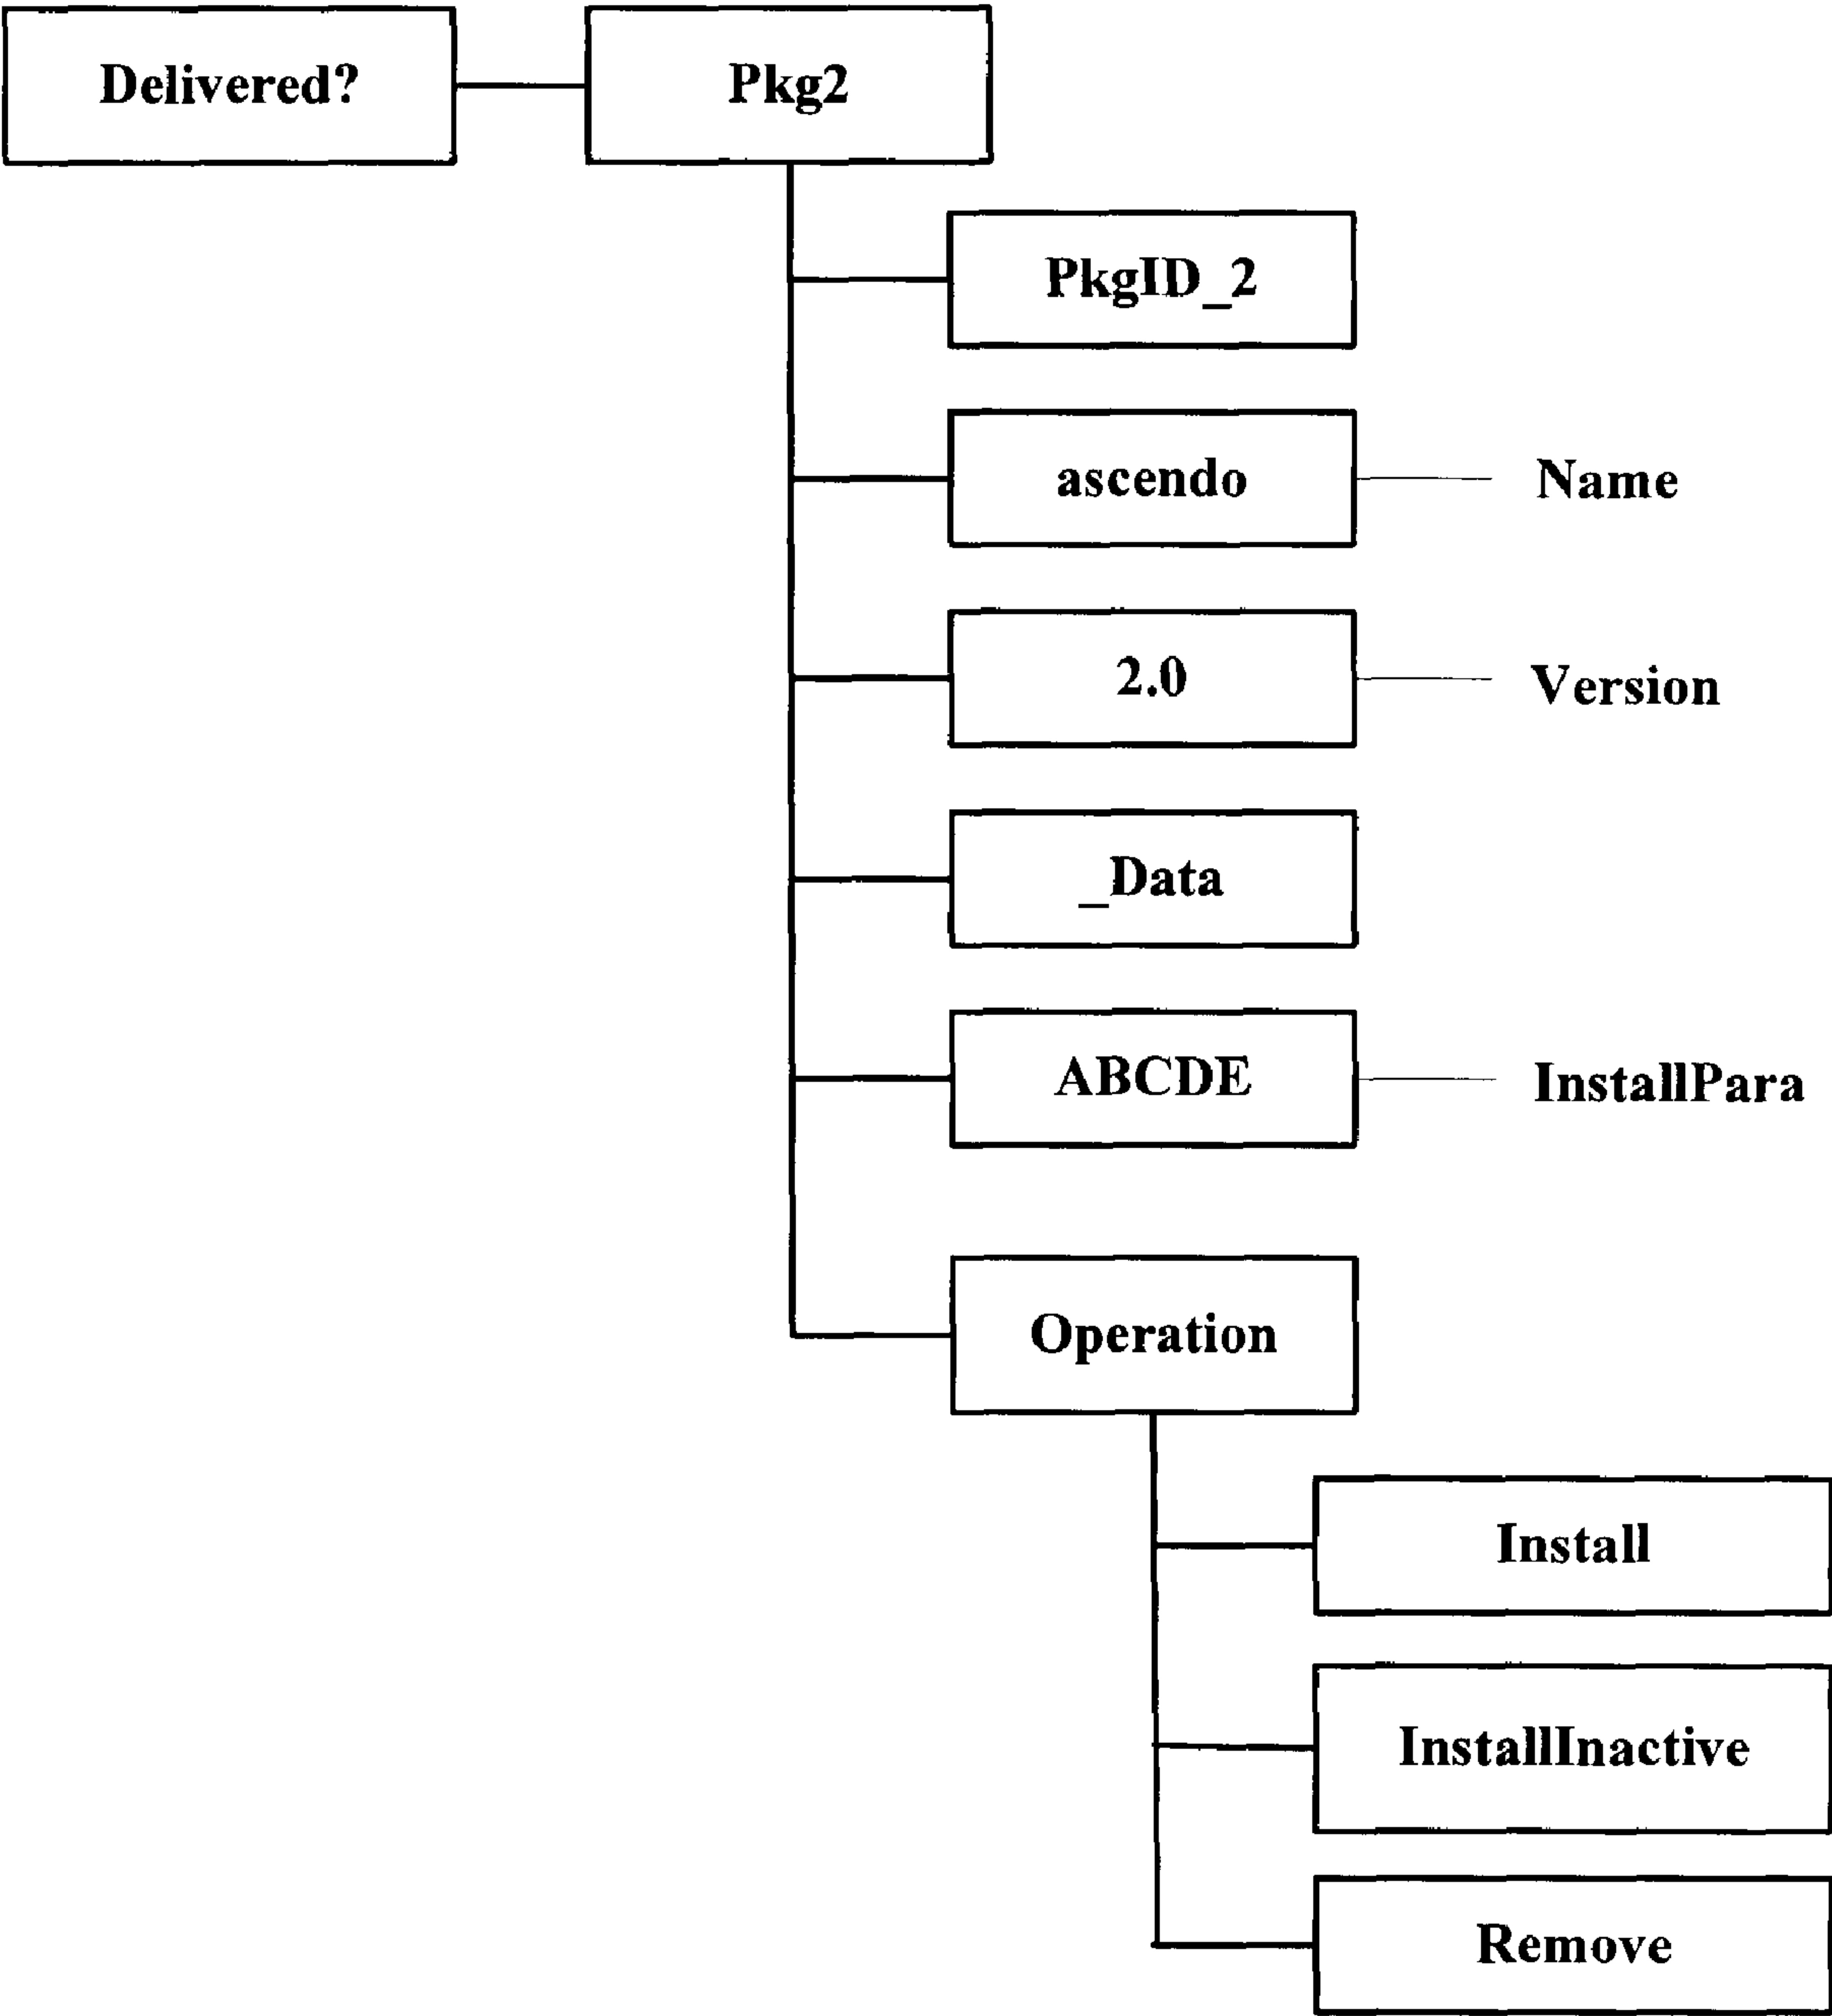 Delivered?
Pkg2
PkgID_2
ascendo
Name
2.0
Version
_Data
ABCDE
InstallPara
Operation
Install
InstallInactive
Remove